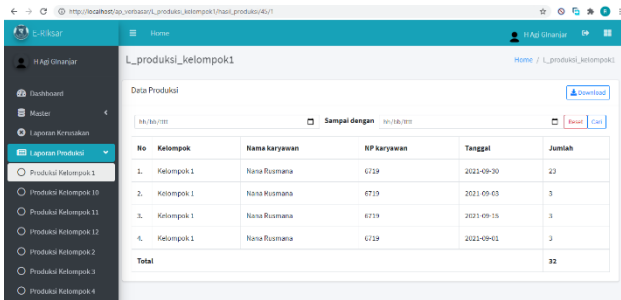 http://localhost/ap_verbasar/L_produksi_kelompok1/hasil_produks/45/1
E-Riksar
Home
H Agi Ginanjar
H Agi Ginanjar
L_produksi_kelompok1
Home / L_produksi_kelompok1
Dashboard
Master
Laporan Kerusakan
Laporan Produksi
Produksi Kelompok 1
Produksi Kelompok 10
Produksi Kelompok 11
Produksi Kelompok 12
Produksi Kelompok 2
Produksi Kelompok 3
Produksi Kelompok 4
Data Produksi
Download
hh/bb/tttt Sampai dengan hh/bb/tttt Reset Cari
No Kelompok Nama karyawan NP karyawan Tanggal Jumlah
1. Kelompok 1 Nana Rusmana 6719 2021-09-30 23
2. Kelompok 1 Nana Rusmana 6719 2021-09-03 3
3. Kelompok 1 Nana Rusmana 6719 2021-09-15 3
4. Kelompok 1 Nana Rusmana 6719 2021-09-01 3
Total 32